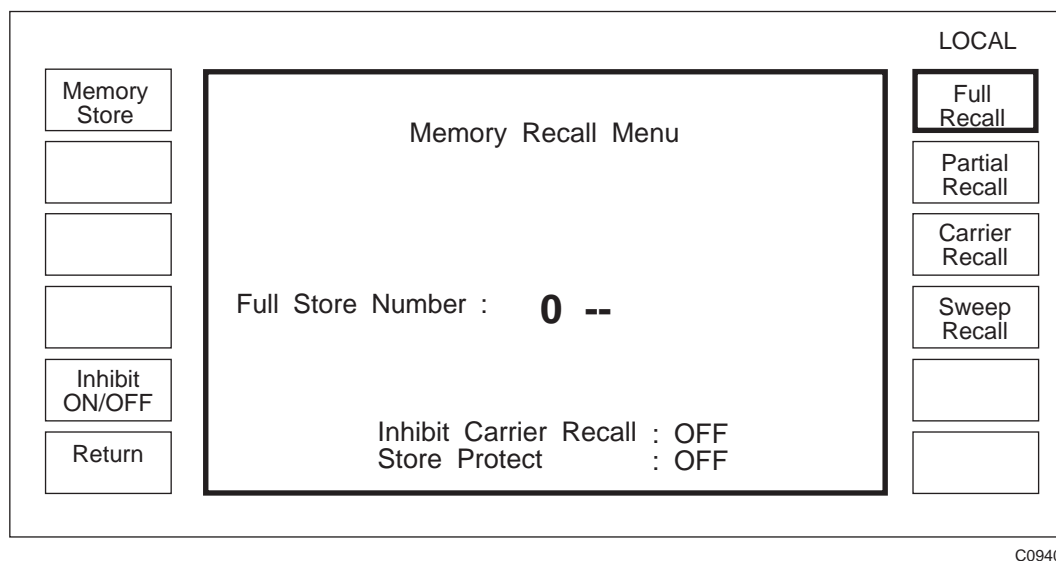 LOCAL
Memory
Store
Full
Recall
Memory Recall Menu
Partial
Recall
Carrier
Recall
Full Store Number : 0 --
Sweep
Recall
Inhibit
ON/OFF
Inhibit Carrier Recall : OFF
Store Protect : OFF
Return
C0940